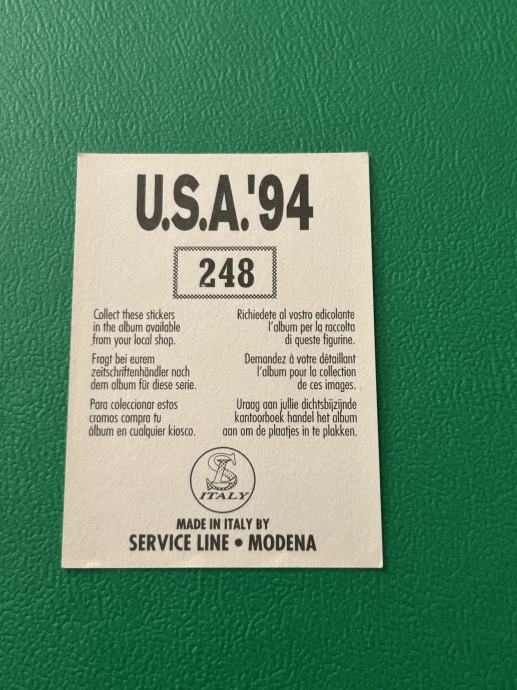 U.S.A.'94
248
Collect these stickers
in the album available
from your local shop.
Richiedete al vostro edicolante
l'album per la raccolta
di queste figurine.
Fragt bei eurem
zeitschriftenhändler nach
dem album für diese serie.
Demandez à votre détaillant
l'album pour la collection
de ces images.
Para coleccionar estos
cromos compra tu
álbum en cualquier kiosco.
Uraag aan jullie dichtsbijzijnde
kantoorboek handel het album
aan om de plaatjes in te plakken.
SL
ITALY
MADE IN ITALY BY
SERVICE LINE • MODENA